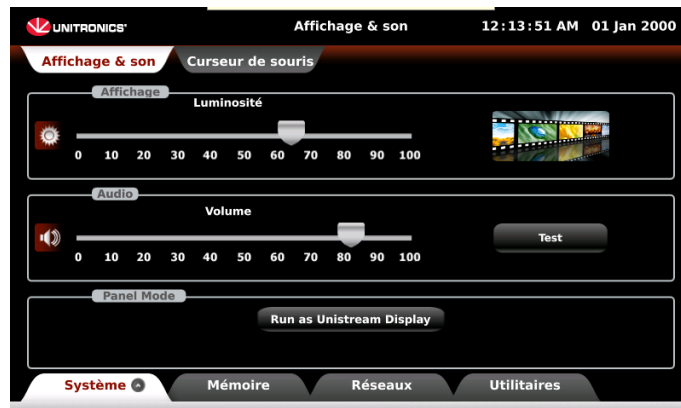 UNITRONICS
Affichage & son
12:13:51 AM 01 Jan 2000
Affichage & son
Curseur de souris
Affichage
Luminosité
0 10 20 30 40 50 60 70 80 90 100
Audio
Volume
0 10 20 30 40 50 60 70 80 90 100
Test
Panel Mode
Run as Unistream Display
Système
Mémoire
Réseaux
Utilitaires